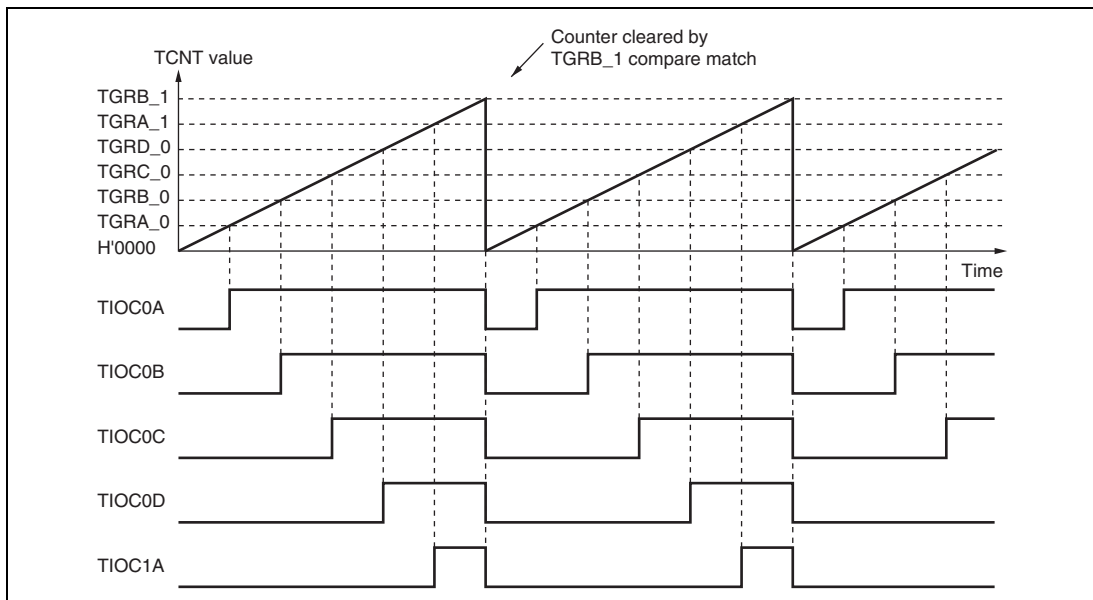 Counter cleared by
TGRB_1 compare match
TCNT value
TGRB_1
TGRA_1
TGRD_0
TGRC_0
TGRB_0
TGRA_0
H'0000
Time
TIOC0A
TIOC0B
TIOC0C
TIOC0D
TIOC1A